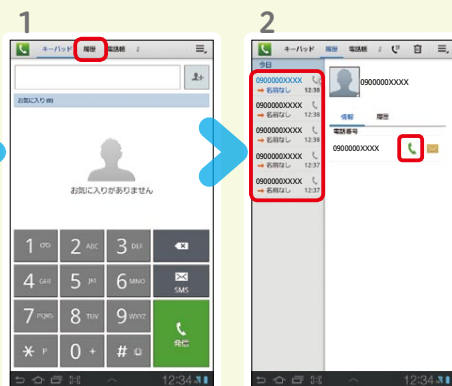 1
キーパッド 履歴 電話帳
お気に入り
お気に入りがありません
1
2 ABC
3 DEF
4 GHI
5 JKL
6 MNO
SMS
7 PQRS
8 TUV
9 WXYZ
発信
* P
0 +
#
12:34
2
キーパッド 履歴 電話帳
今日
0900000XXXX
名前なし 12:38
0900000XXXX
名前なし 12:38
0900000XXXX
名前なし 12:38
0900000XXXX
名前なし 12:37
0900000XXXX
名前なし 12:37
0900000XXXX
情報 履歴
電話番号
0900000XXXX
12:34